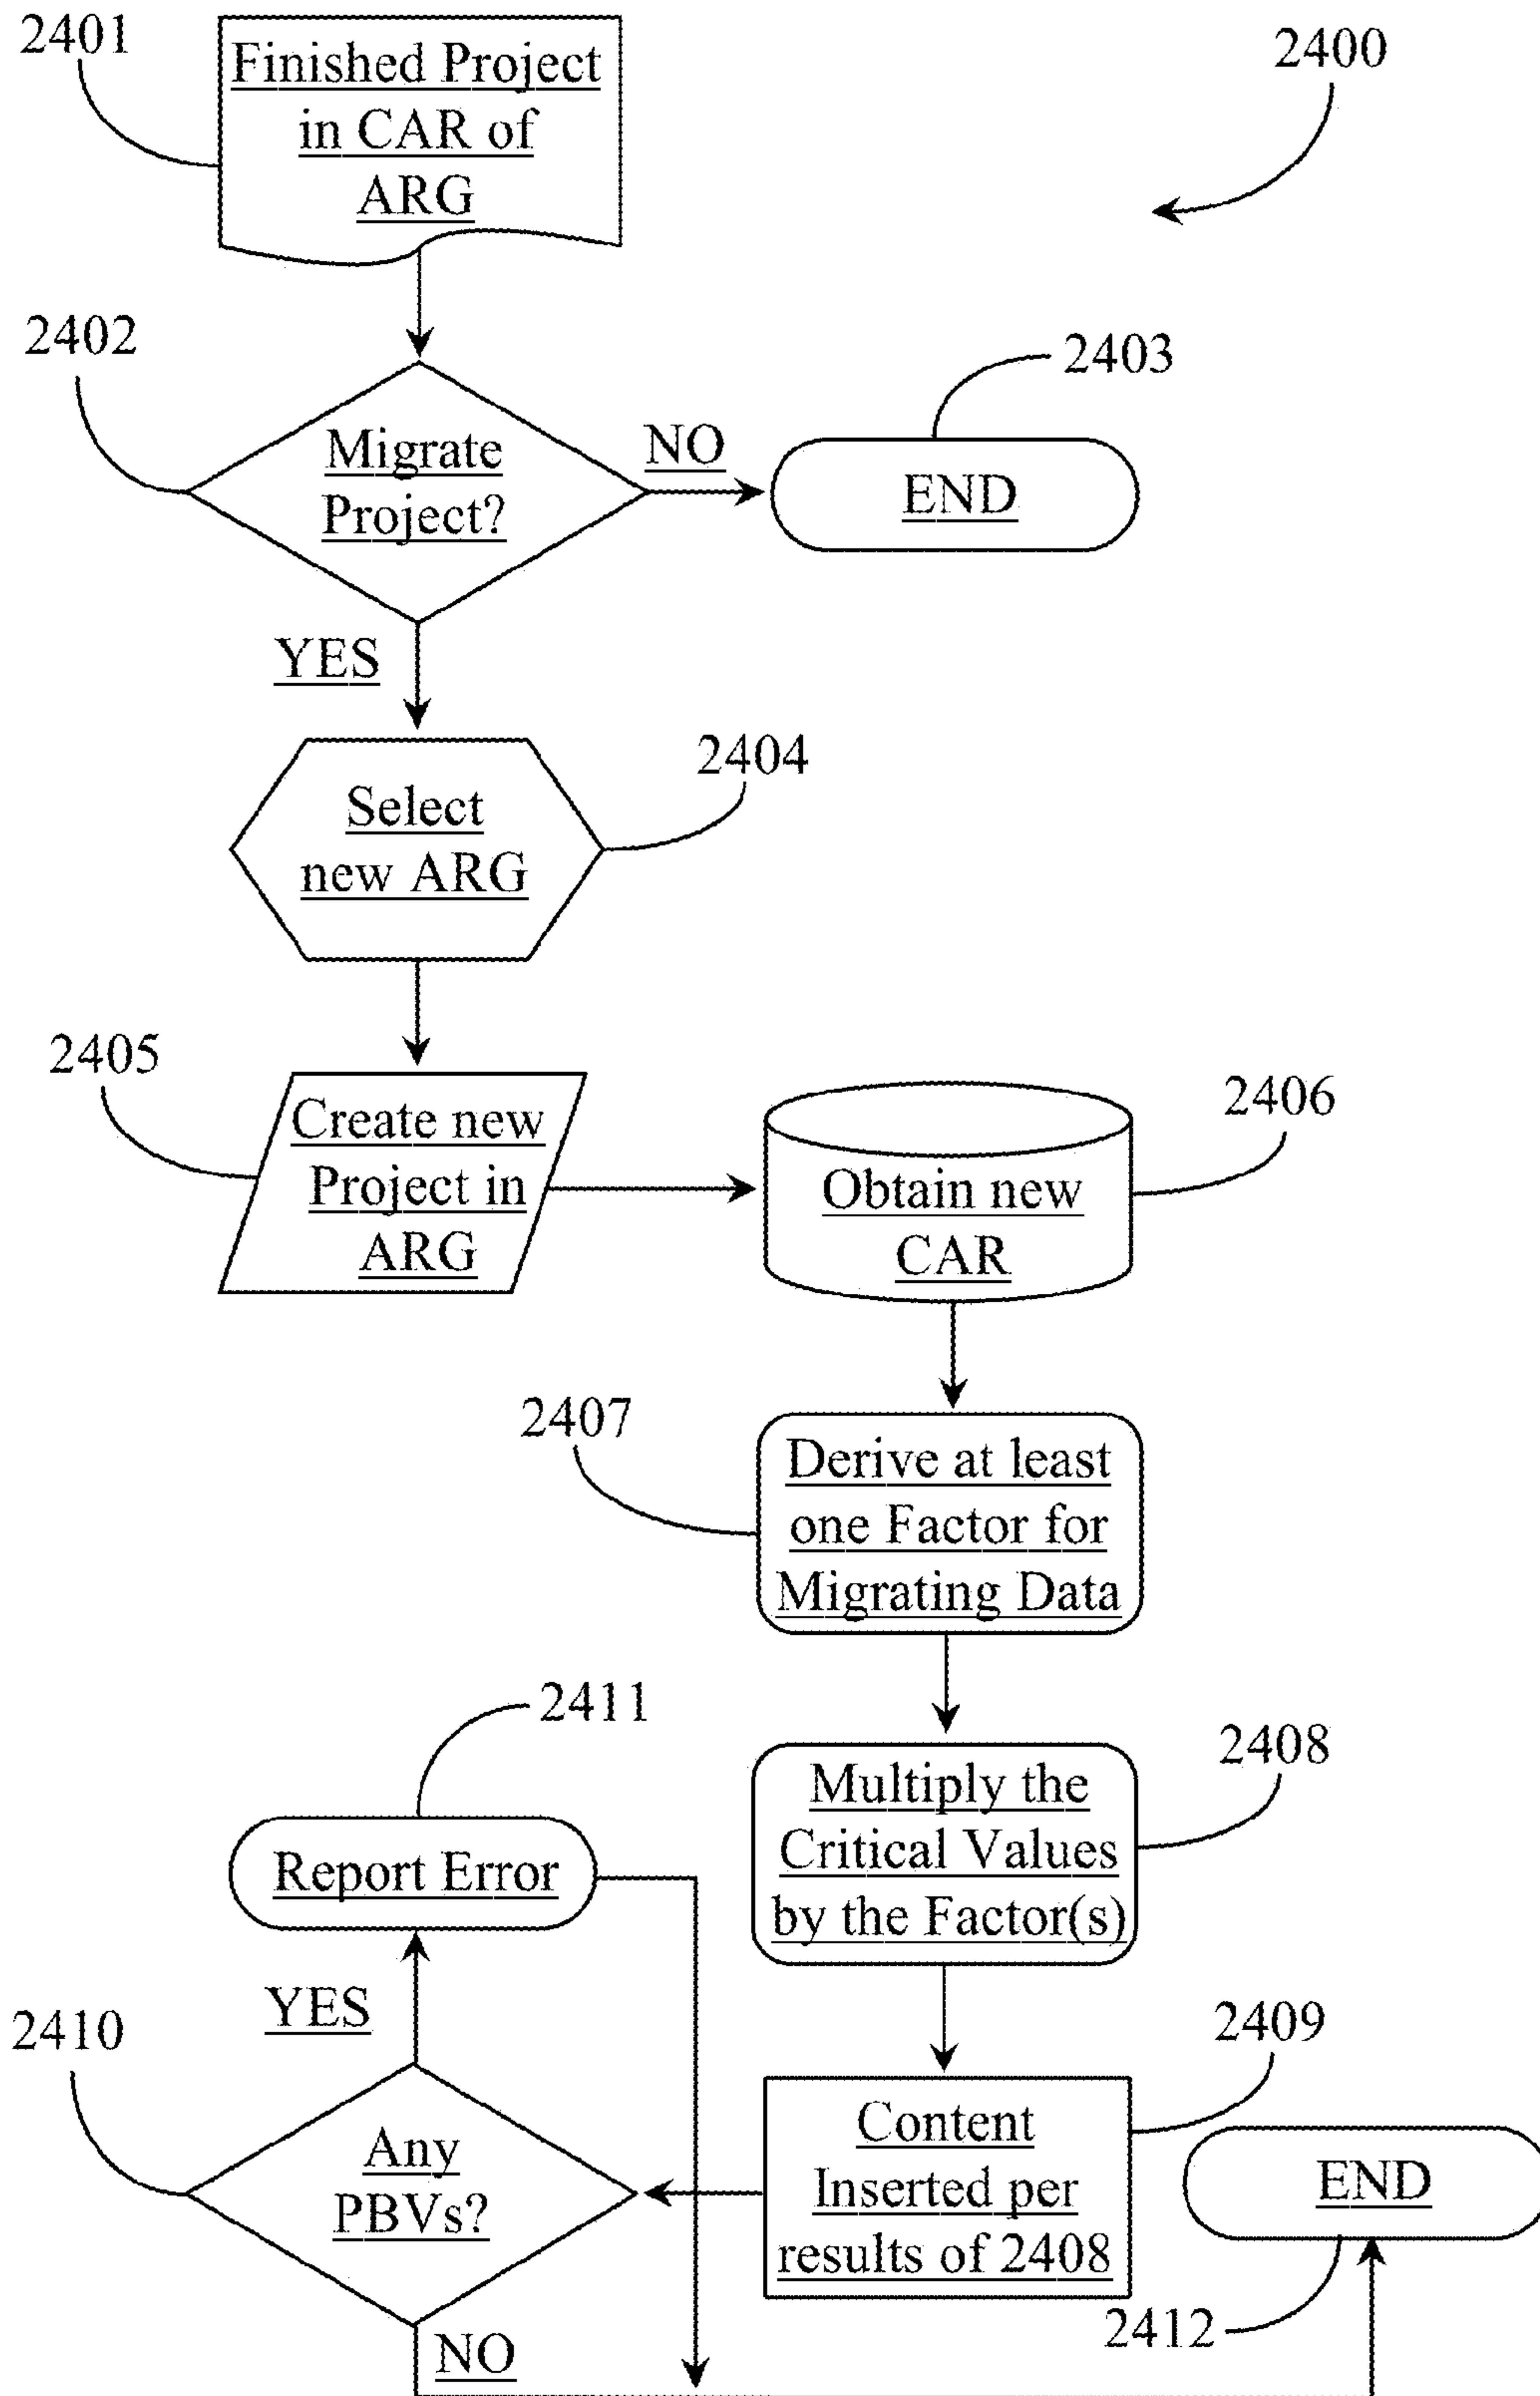 2401
Finished Project
in CAR of
ARG
2400
2402
Migrate
Project?
NO
2403
END
YES
2404
Select
new ARG
2405
Create new
Project in
ARG
2406
Obtain new
CAR
2407
Derive at least
one Factor for
Migrating Data
2408
Multiply the
Critical Values
by the Factor(s)
2411
Report Error
YES
2410
Any
PBVs?
NO
2409
Content
Inserted per
results of 2408
END
2412